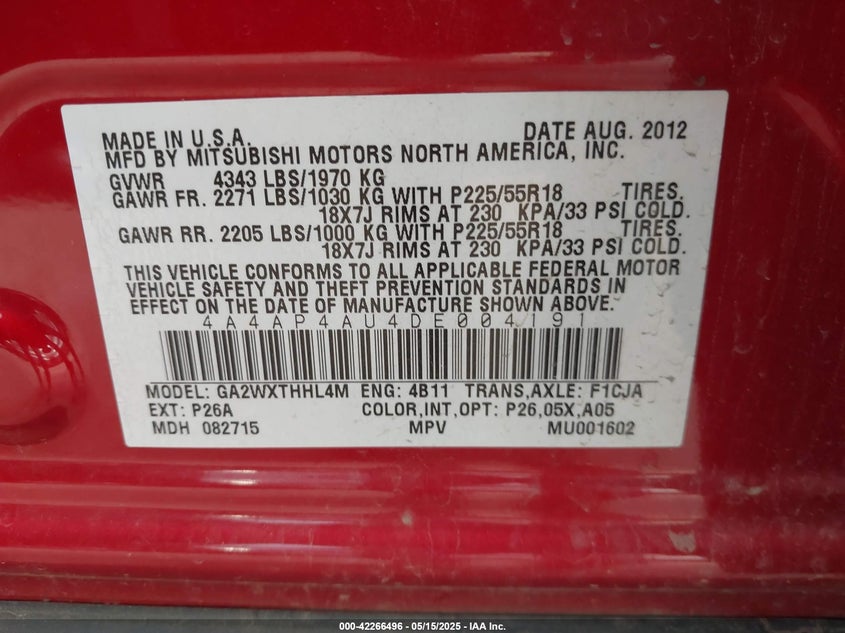 MADE IN U.S.A. DATE AUG. 2012
MFD BY MITSUBISHI MOTORS NORTH AMERICA, INC.
GVWR 4343 LBS/1970 KG
GAWR FR. 2271 LBS/1030 KG WITH P225/55R18 TIRES.
18X7J RIMS AT 230 KPA/33 PSI COLD.
GAWR RR. 2205 LBS/1000 KG WITH P225/55R18 TIRES.
18X7J RIMS AT 230 KPA/33 PSI COLD.
THIS VEHICLE CONFORMS TO ALL APPLICABLE FEDERAL MOTOR
VEHICLE SAFETY AND THEFT PREVENTION STANDARDS IN
EFFECT ON THE DATE OF MANUFACTURE SHOWN ABOVE.
4A4AP4AU4DE004191
MODEL: GA2WXTHHL4M ENG: 4B11 TRANS,AXLE: F1CJA
EXT: P26A COLOR,INT,OPT: P26,05X,A05
MDH 082715 MPV MU001602
000-42266496 - 05/15/2025 - IAA Inc.